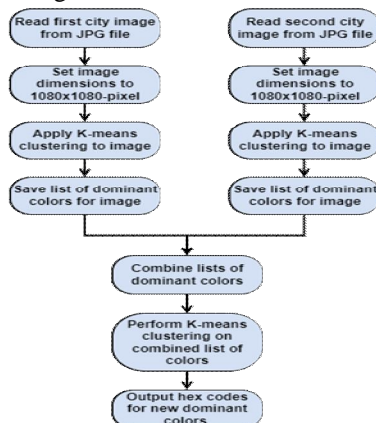 Read first city image
from JPG file
Set image
dimensions to
1080x1080-pixel
Apply K-means
clustering to image
Save list of dominant
colors for image
Read second city
image from JPG file
Set image
dimensions to
1080x1080-pixel
Apply K-means
clustering to image
Save list of dominant
colors for image
Combine lists of
dominant colors
Perform K-means
clustering on
combined list of
colors
Output hex codes
for new dominant
colors